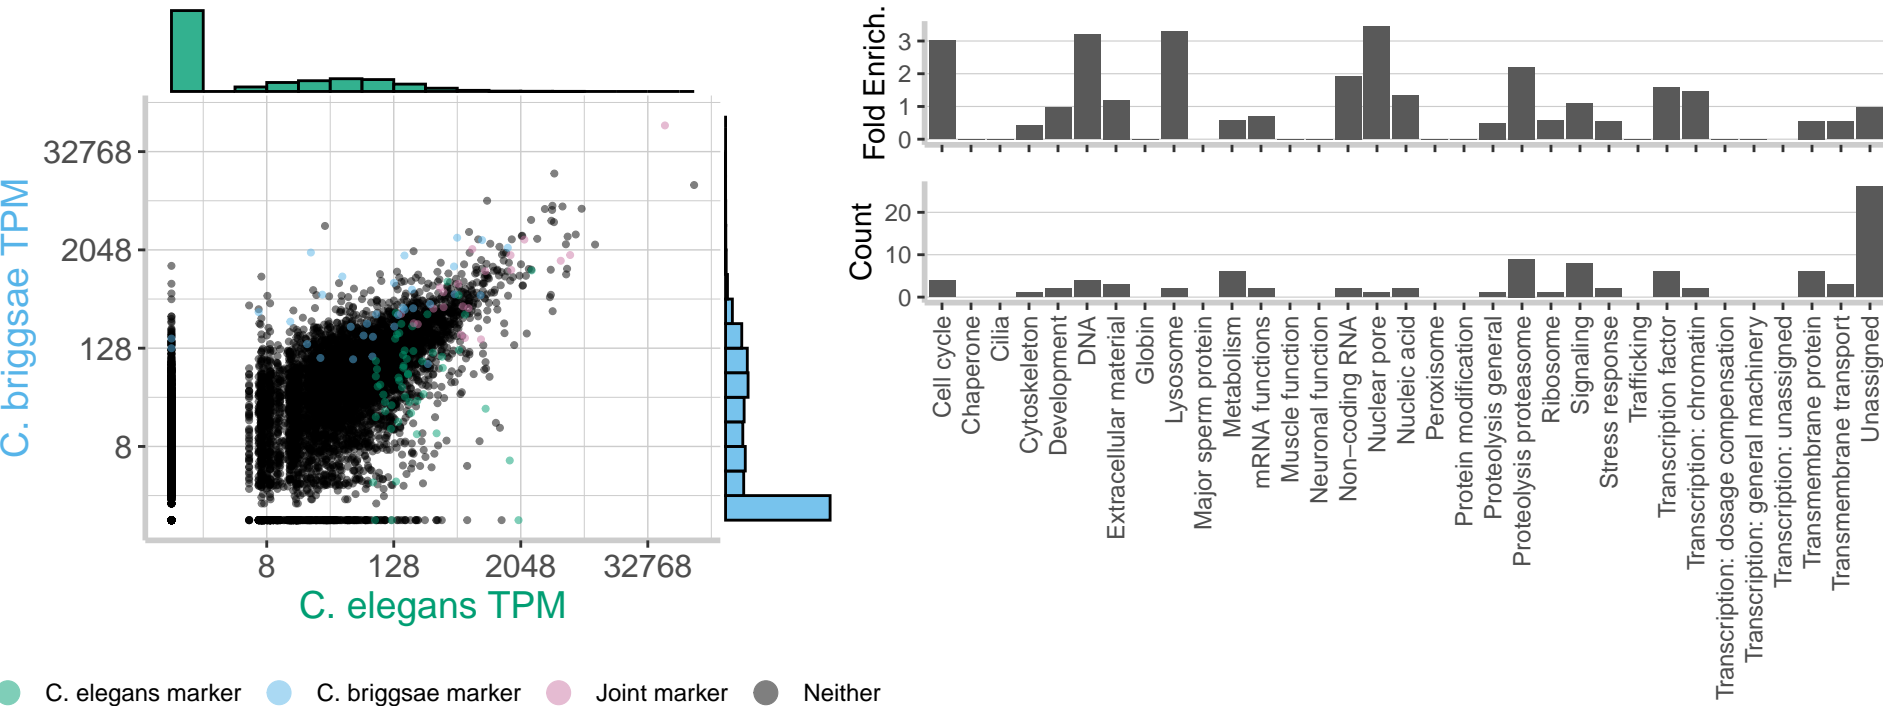 C. briggsae TPM
32768
2048
128
8
8
128
2048
32768
C. elegans TPM
C. elegans marker
C. briggsae marker
Joint marker
Neither
Fold Enrich.
3
2
1
0
Count
20
10
0
Cell cycle
Chaperone
Cilia
Cytoskeleton
Development
DNA
Extracellular material
Globin
Lysosome
Major sperm protein
Metabolism
mRNA functions
Muscle function
Neuronal function
Non−coding RNA
Nuclear pore
Nucleic acid
Peroxisome
Protein modification
Proteolysis general
Proteolysis proteasome
Ribosome
Signaling
Stress response
Trafficking
Transcription factor
Transcription: chromatin
Transcription: dosage compensation
Transcription: general machinery
Transcription: unassigned
Transmembrane protein
Transmembrane transport
Unassigned